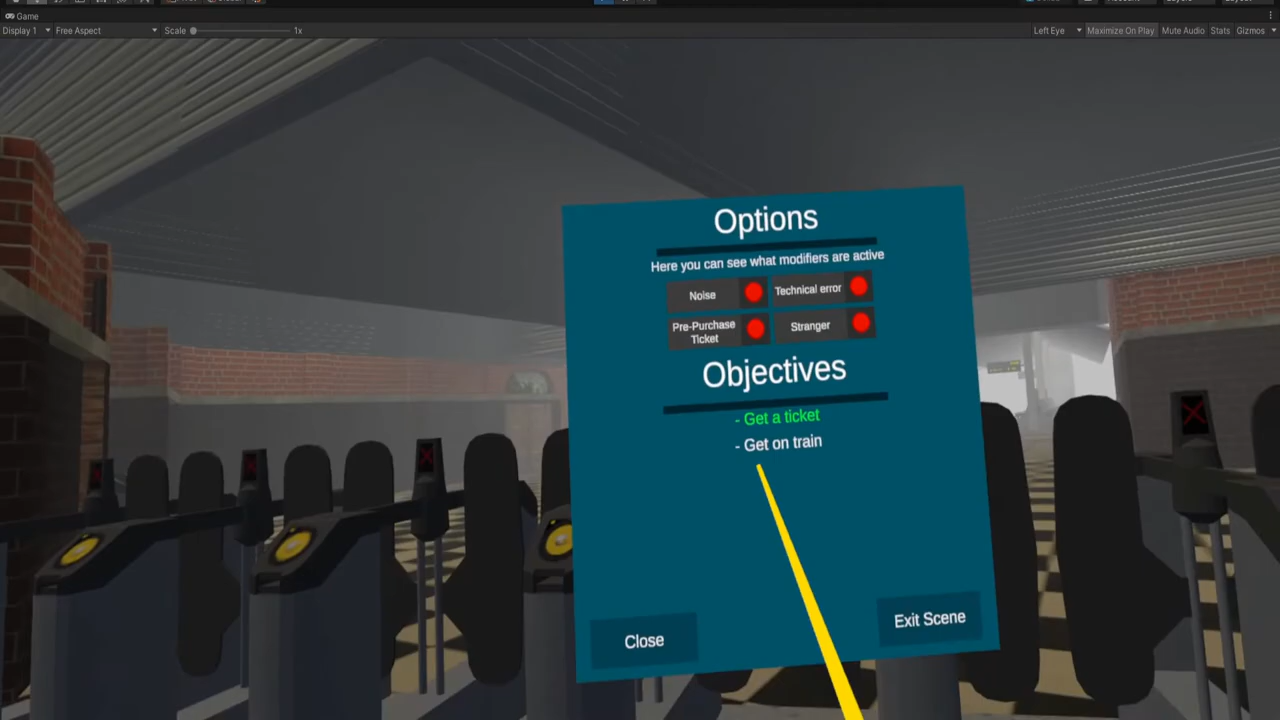 Game
Display 1
Free Aspect
Scale
1x
Left Eye
Maximize On Play
Mute Audio
Stats
Gizmos
Options
Here you can see what modifiers are active
Noise
Technical error
Pre-Purchase
Ticket
Stranger
Objectives
- Get a ticket
- Get on train
Close
Exit Scene